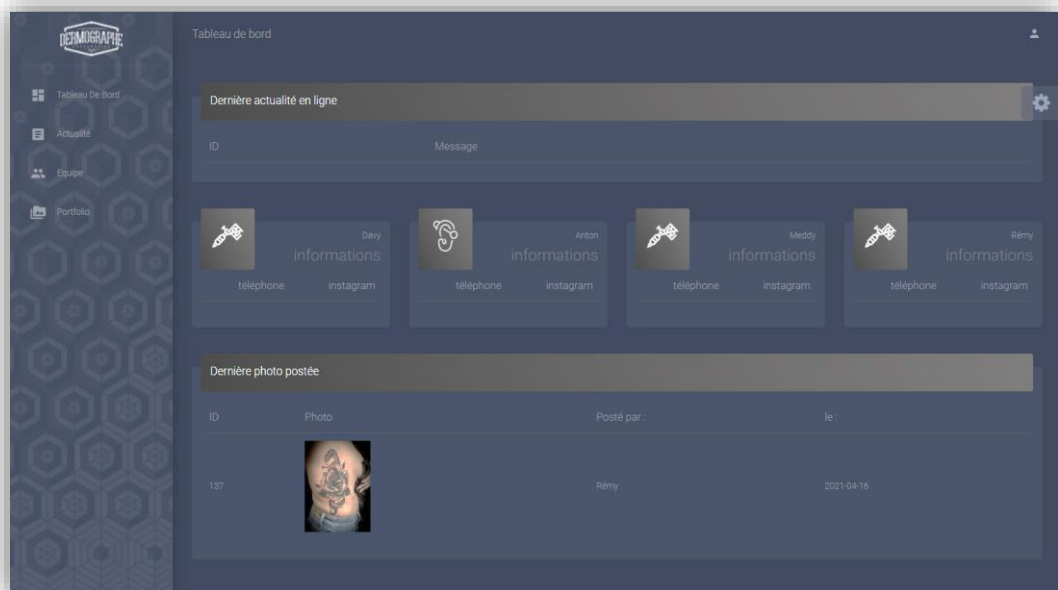 DERMOGRAPHE
Tableau de bord
Tableau De Bord
Actualité
Equipe
Portfolio
Dernière actualité en ligne
ID Message
Davy
informations
téléphone instagram
Anton
informations
téléphone instagram
Meddy
informations
téléphone instagram
Rémy
informations
téléphone instagram
Dernière photo postée
ID Photo Posté par : le :
137 Rémy 2021-04-16